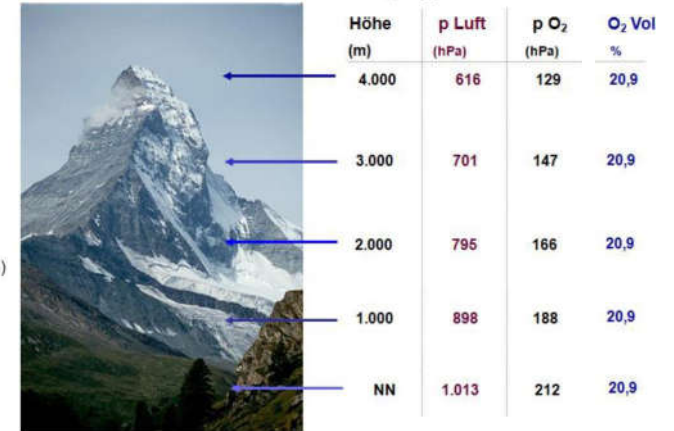 Höhe p Luft p O₂ O₂ Vol
(m) (hPa) (hPa) %
4.000 616 129 20,9
3.000 701 147 20,9
2.000 795 166 20,9
)
1.000 898 188 20,9
NN 1.013 212 20,9